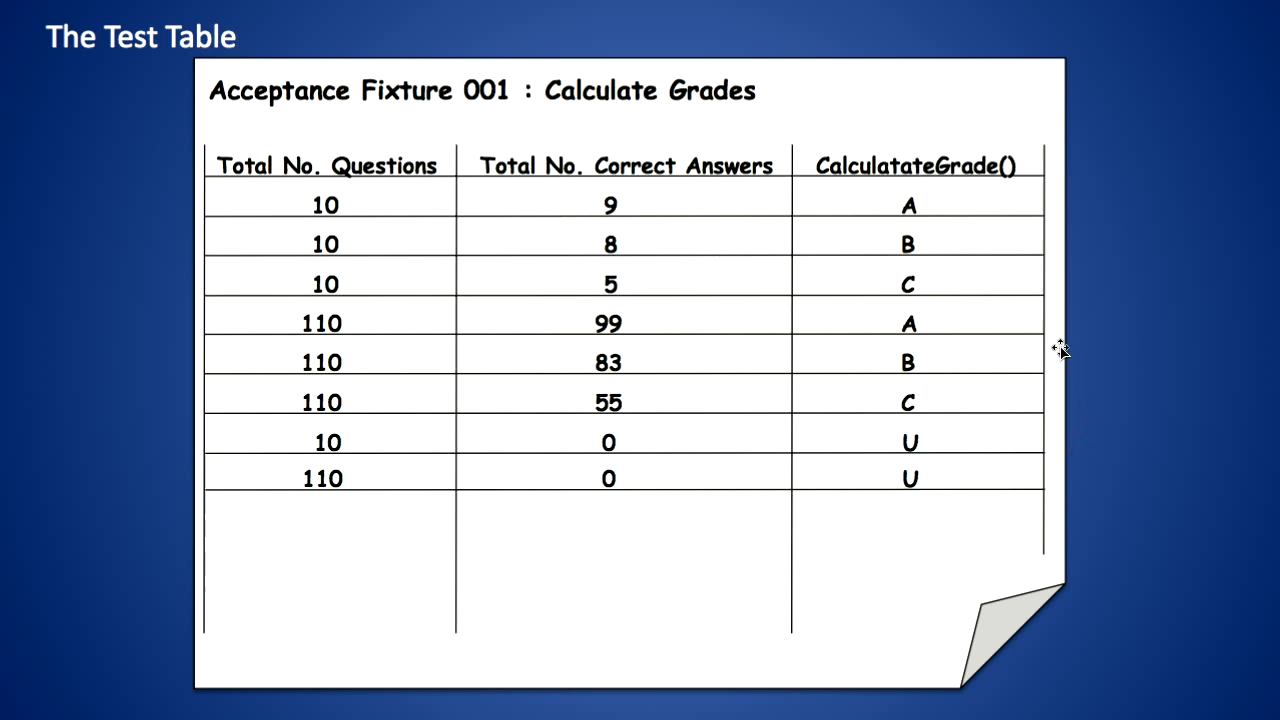 The Test Table
Acceptance Fixture 001 : Calculate Grades
Total No. Questions Total No. Correct Answers CalculatateGrade()
10 9 A
10 8 B
10 5 C
110 99 A
110 83 B
110 55 C
10 0 U
110 0 U